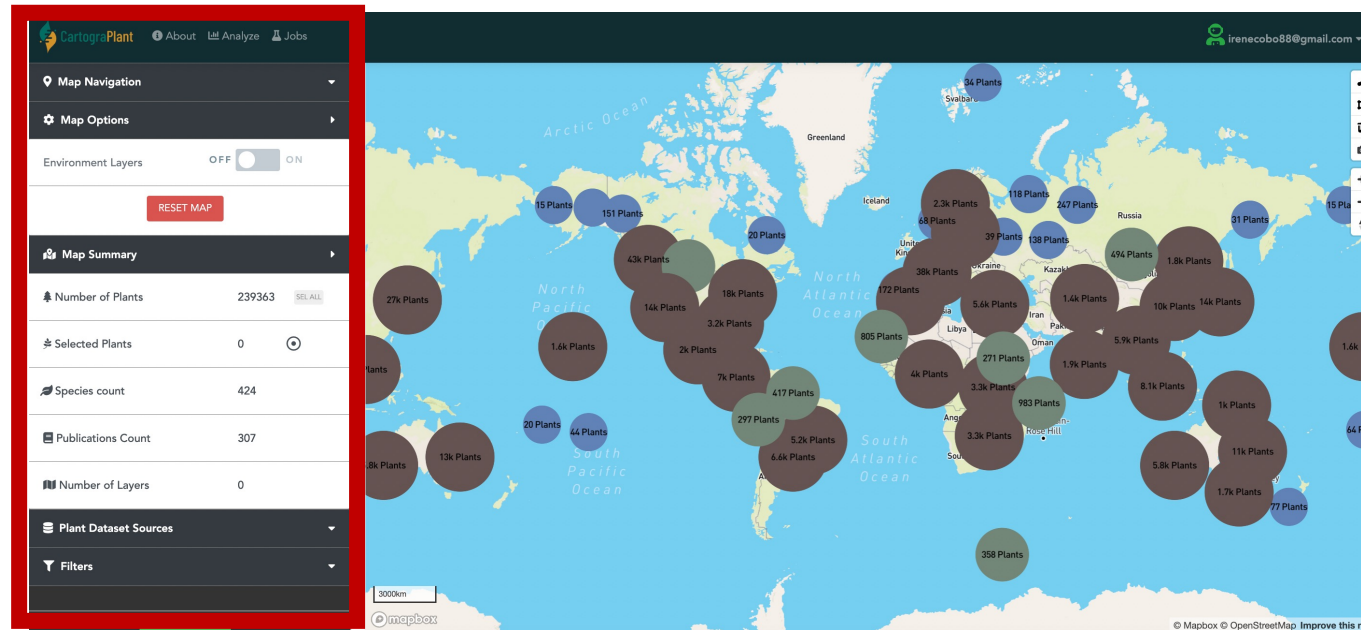 CartograPlant About Analyze Jobs
irenecobo88@gmail.com
Map Navigation
Map Options
Environment Layers OFF ON
RESET MAP
Map Summary
Number of Plants 239363 SEL ALL
Selected Plants 0
Species count 424
Publications Count 307
Number of Layers 0
Plant Dataset Sources
Filters
34 Plants
Svalbard
Arctic Ocean
Greenland
Iceland
15 Plants
151 Plants
20 Plants
2.3k Plants
68 Plants
118 Plants
247 Plants
39 Plants
138 Plants
Russia
31 Plants
15 Pla
43k Plants
494 Plants
1.8k Plants
38k Plants
Ukraine
North
Pacific
27k Plants
14k Plants
18k Plants
3.2k Plants
North
Atlantic
Ocean
172 Plants
5.6k Plants
1.4k Plants
Iran
10k Plants
14k Plants
1.6k Plants
2k Plants
805 Plants
Libya
271 Plants
Oman
1.9k Plants
5.9k Plants
1.6k
7k Plants
417 Plants
4k Plants
3.3k Plants
983 Plants
8.1k Plants
1k Plants
297 Plants
5.2k Plants
3.3k Plants
Rose Hill
20 Plants
44 Plants
South
Pacific
Ocean
6.6k Plants
South
Atlantic
Ocean
.8k Plants
13k Plants
5.8k Plants
11k Plants
1.7k Plants
77 Plants
358 Plants
3000km
mapbox
© Mapbox © OpenStreetMap Improve this